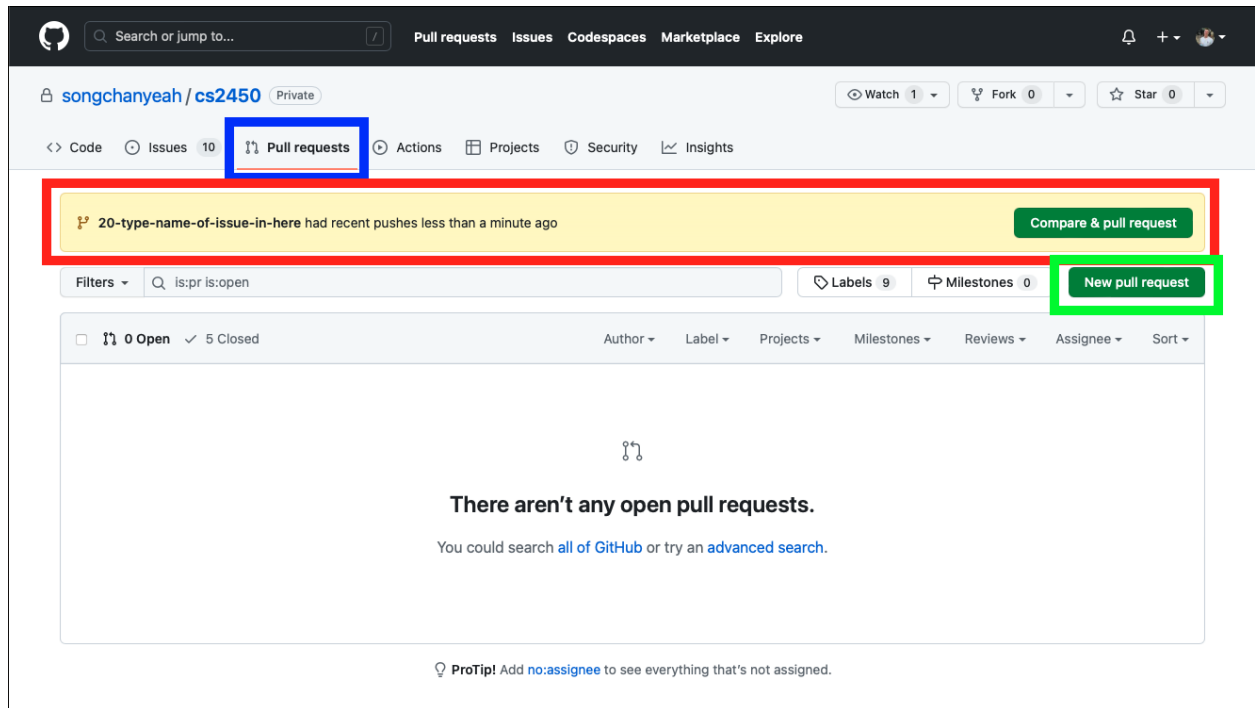 Search or jump to... / Pull requests Issues Codespaces Marketplace Explore
songchanyeah / cs2450 Private Watch 1 Fork 0 Star 0
Code Issues 10 Pull requests Actions Projects Security Insights
20-type-name-of-issue-in-here had recent pushes less than a minute ago Compare & pull request
Filters is:pr is:open Labels 9 Milestones 0 New pull request
0 Open 5 Closed Author Label Projects Milestones Reviews Assignee Sort
There aren't any open pull requests.
You could search all of GitHub or try an advanced search.
ProTip! Add no:assignee to see everything that's not assigned.